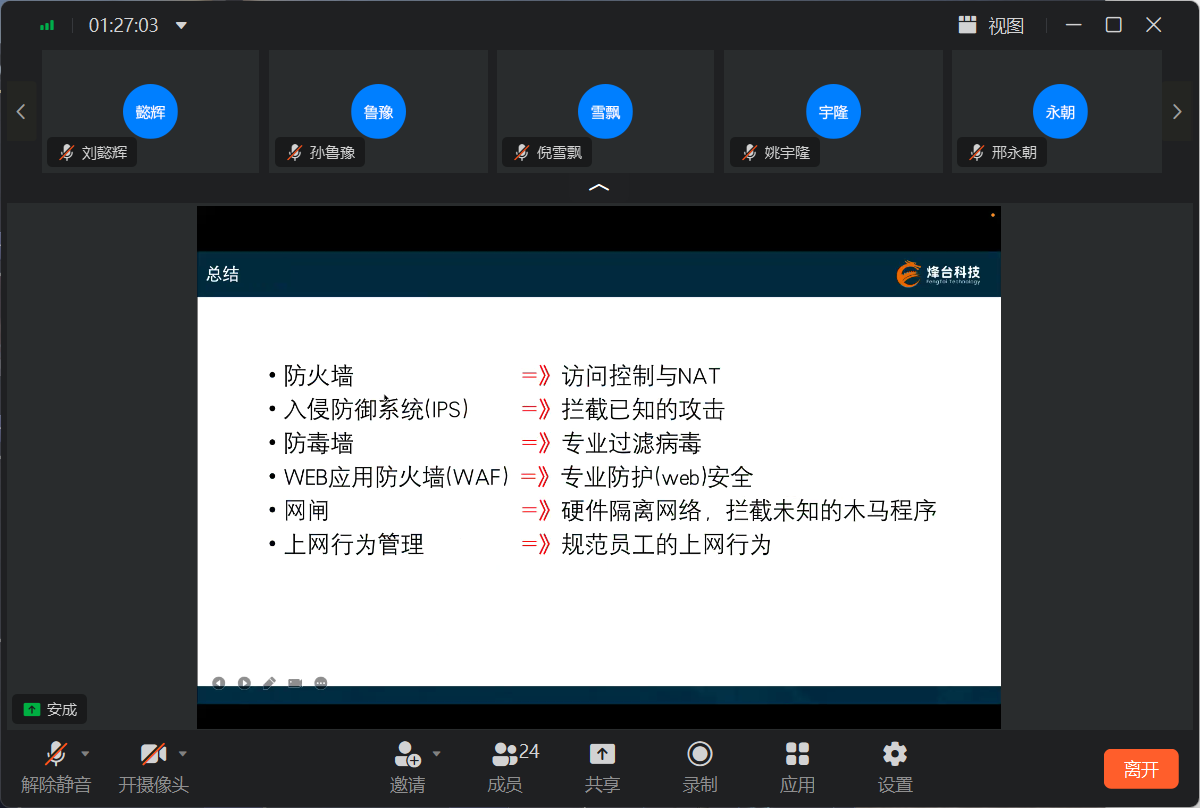 01:27:03
视图
懿辉
鲁豫
雪飘
宇隆
永朝
刘懿辉
孙鲁豫
倪雪飘
姚宇隆
邢永朝
总结
烽台科技
Fengtai Technology
• 防火墙 =》 访问控制与NAT
• 入侵防御系统(IPS) =》 拦截已知的攻击
• 防毒墙 =》 专业过滤病毒
• WEB应用防火墙(WAF) =》 专业防护(web)安全
• 网闸 =》 硬件隔离网络，拦截未知的木马程序
• 上网行为管理 =》 规范员工的上网行为
安成
解除静音
开摄像头
邀请
24
成员
共享
录制
应用
设置
离开